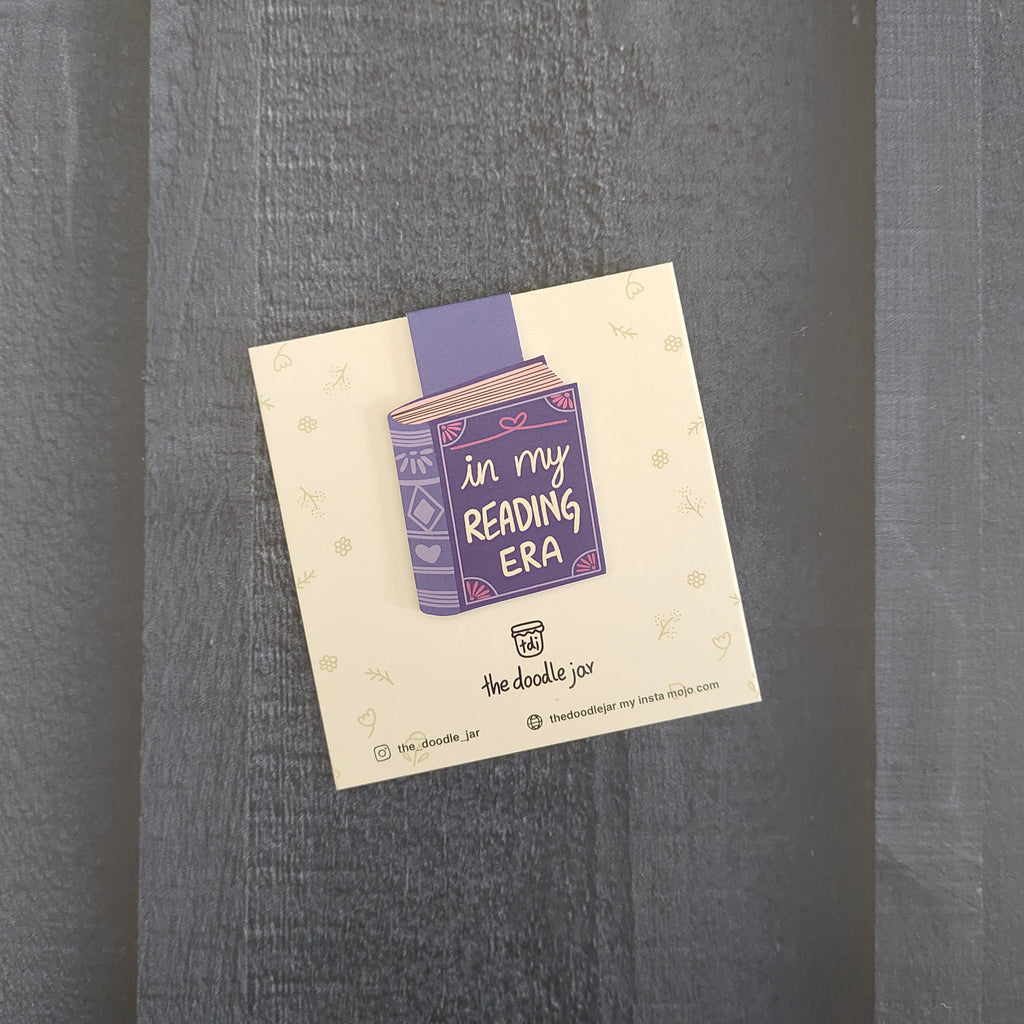 in my
READING
ERA
tdj
the doodle jar
the_doodle_jar
thedoodlejar.my insta mojo.com